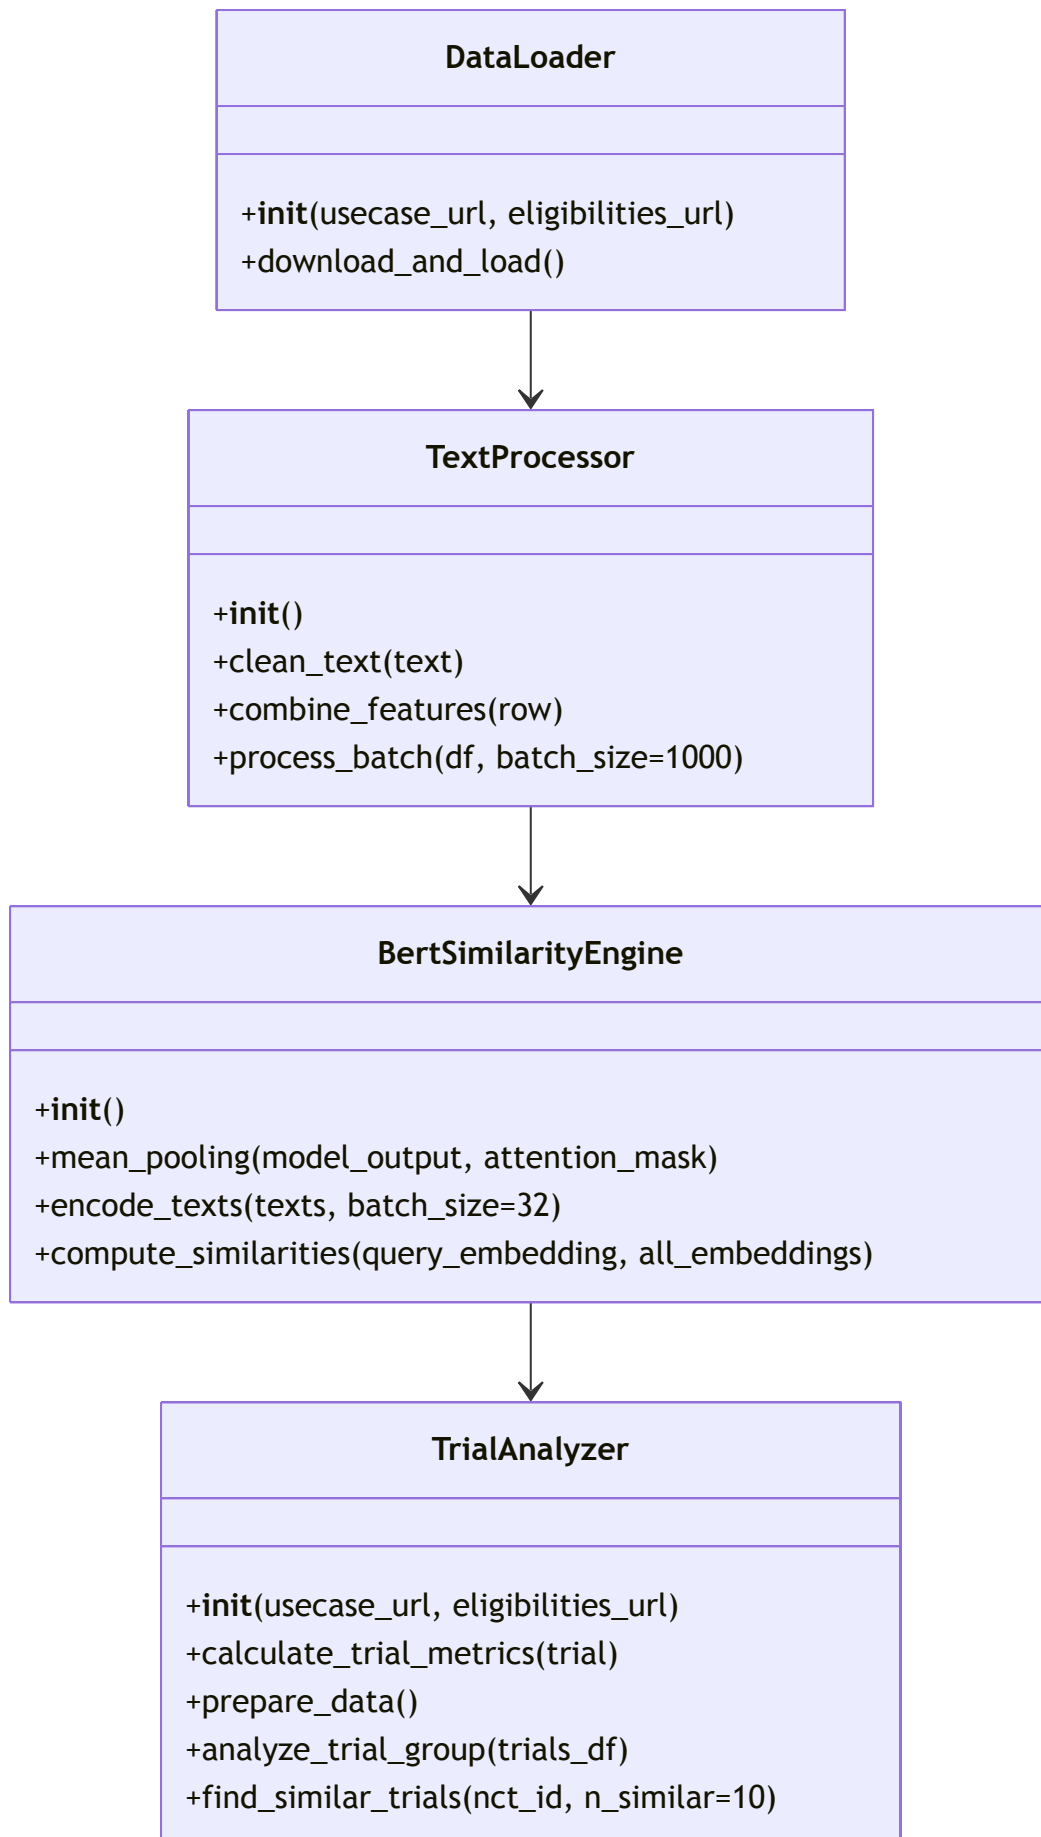 DataLoader
+init(usecase_url, eligibilities_url)
+download_and_load()
TextProcessor
+init()
+clean_text(text)
+combine_features(row)
+process_batch(df, batch_size=1000)
BertSimilarityEngine
+init()
+mean_pooling(model_output, attention_mask)
+encode_texts(texts, batch_size=32)
+compute_similarities(query_embedding, all_embeddings)
TrialAnalyzer
+init(usecase_url, eligibilities_url)
+calculate_trial_metrics(trial)
+prepare_data()
+analyze_trial_group(trials_df)
+find_similar_trials(nct_id, n_similar=10)